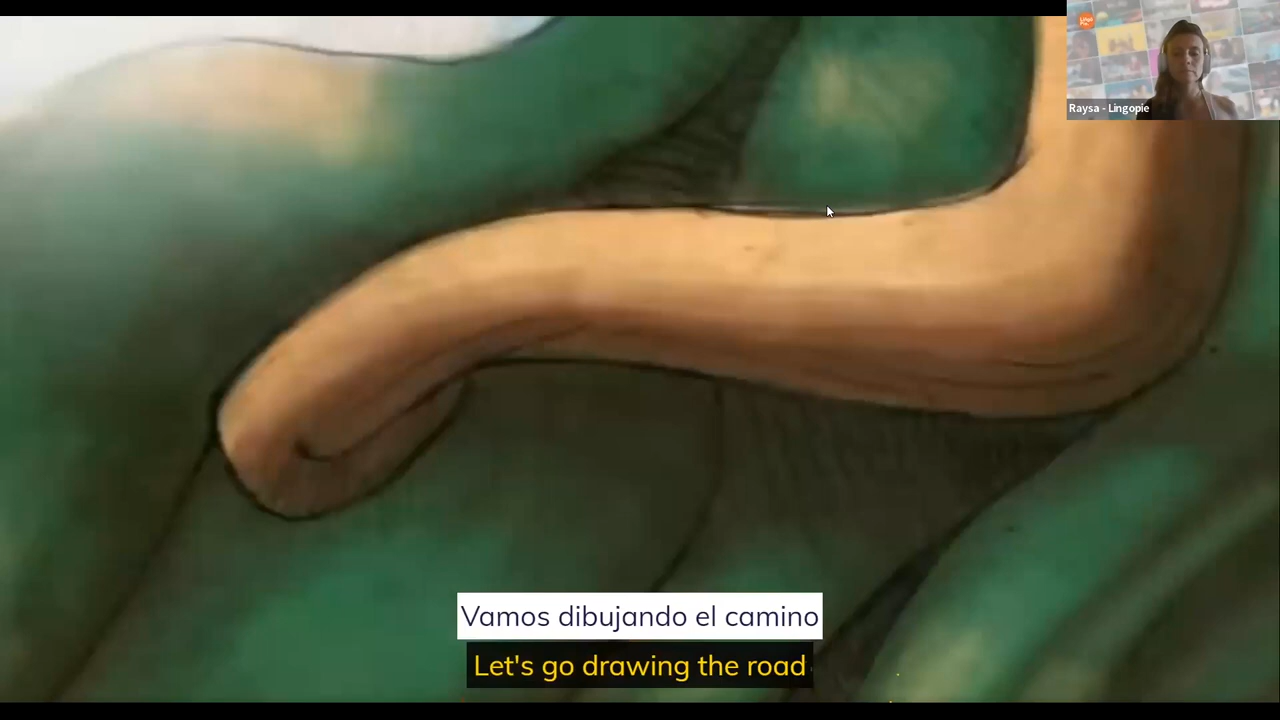 Raysa - Lingopie
Vamos dibujando el camino
Let's go drawing the road